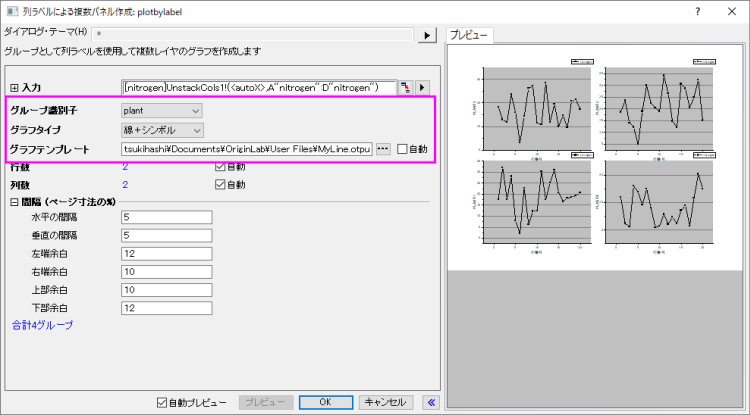 列ラベルによる複数パネル作成: plotbylabel
ダイアログ・テーマ(H) *
グループとして列ラベルを使用して複数レイヤのグラフを作成します
入力 [nitrogen]UnstackCols1!(<autoX>,A"nitrogen":D"nitrogen")
グループ識別子 plant
グラフタイプ 線+シンボル
グラフテンプレート tsukihashi¥Documents¥OriginLab¥User Files¥MyLine.otpu ... 自動
行数 2 自動
列数 2 自動
間隔 (ページ寸法の%)
水平の間隔 5
垂直の間隔 5
左端余白 12
右端余白 10
上部余白 10
下部余白 12
合計4グループ
自動プレビュー プレビュー OK キャンセル
プレビュー